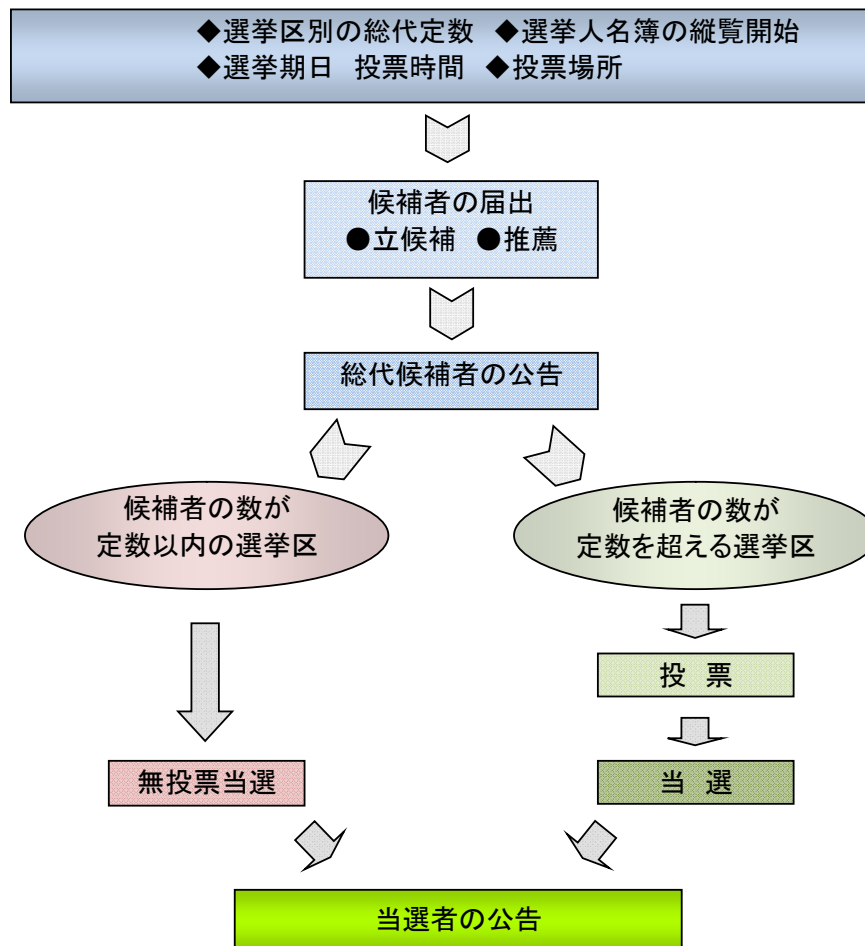 ◆選挙区別の総代定数 ◆選挙人名簿の縦覧開始
◆選挙期日 投票時間 ◆投票場所
候補者の届出
●立候補 ●推薦
総代候補者の公告
候補者の数が
定数以内の選挙区
候補者の数が
定数を超える選挙区
投 票
無投票当選
当 選
当選者の公告